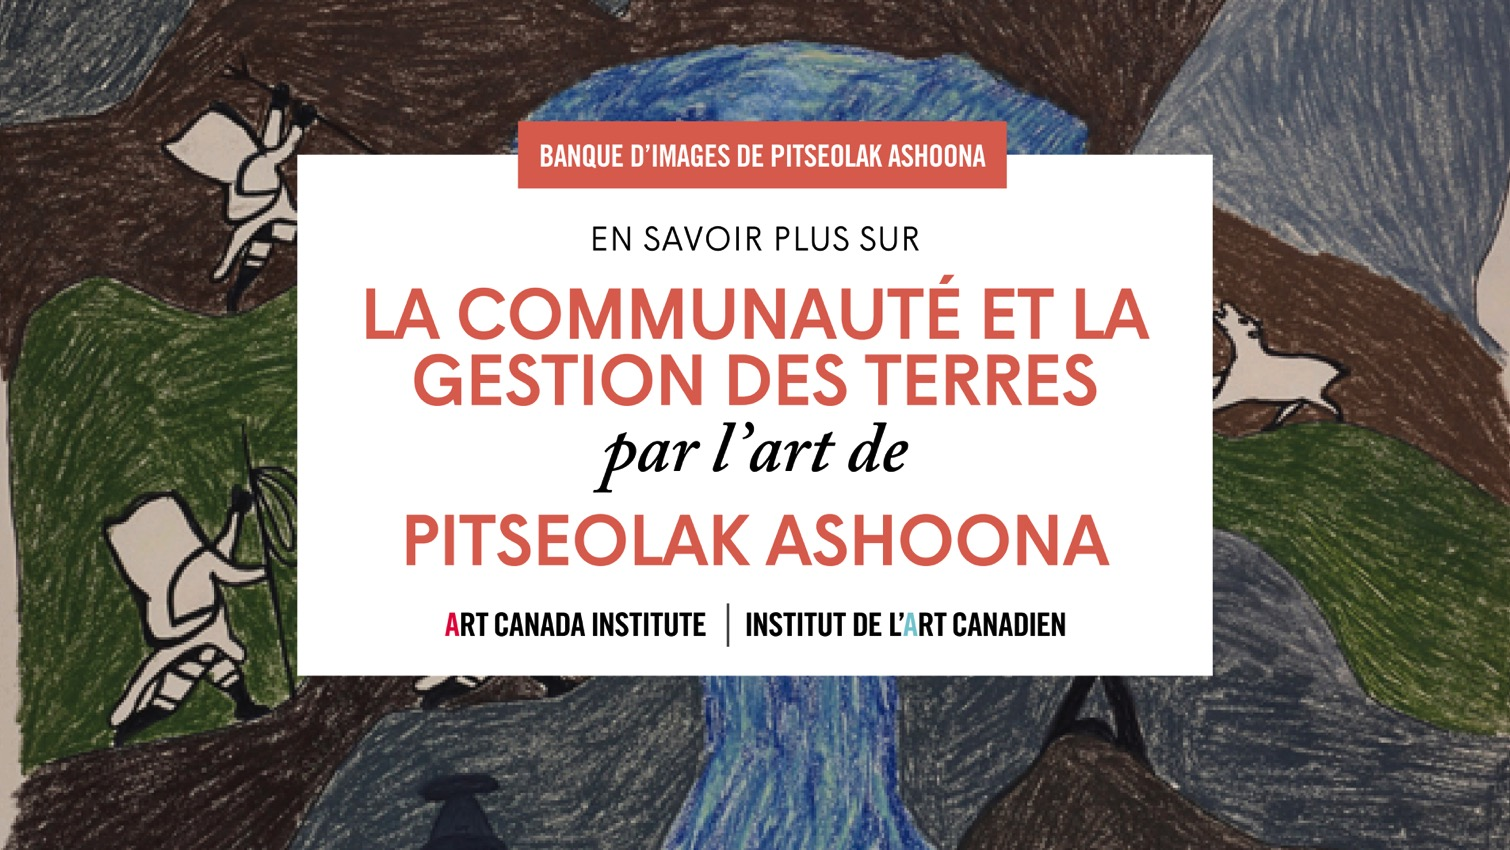 BANQUE D’IMAGES DE PITSEOLAK ASHOONA
EN SAVOIR PLUS SUR
LA COMMUNAUTÉ ET LA
GESTION DES TERRES
par l’art de
PITSEOLAK ASHOONA
ART CANADA INSTITUTE | INSTITUT DE L’ART CANADIEN